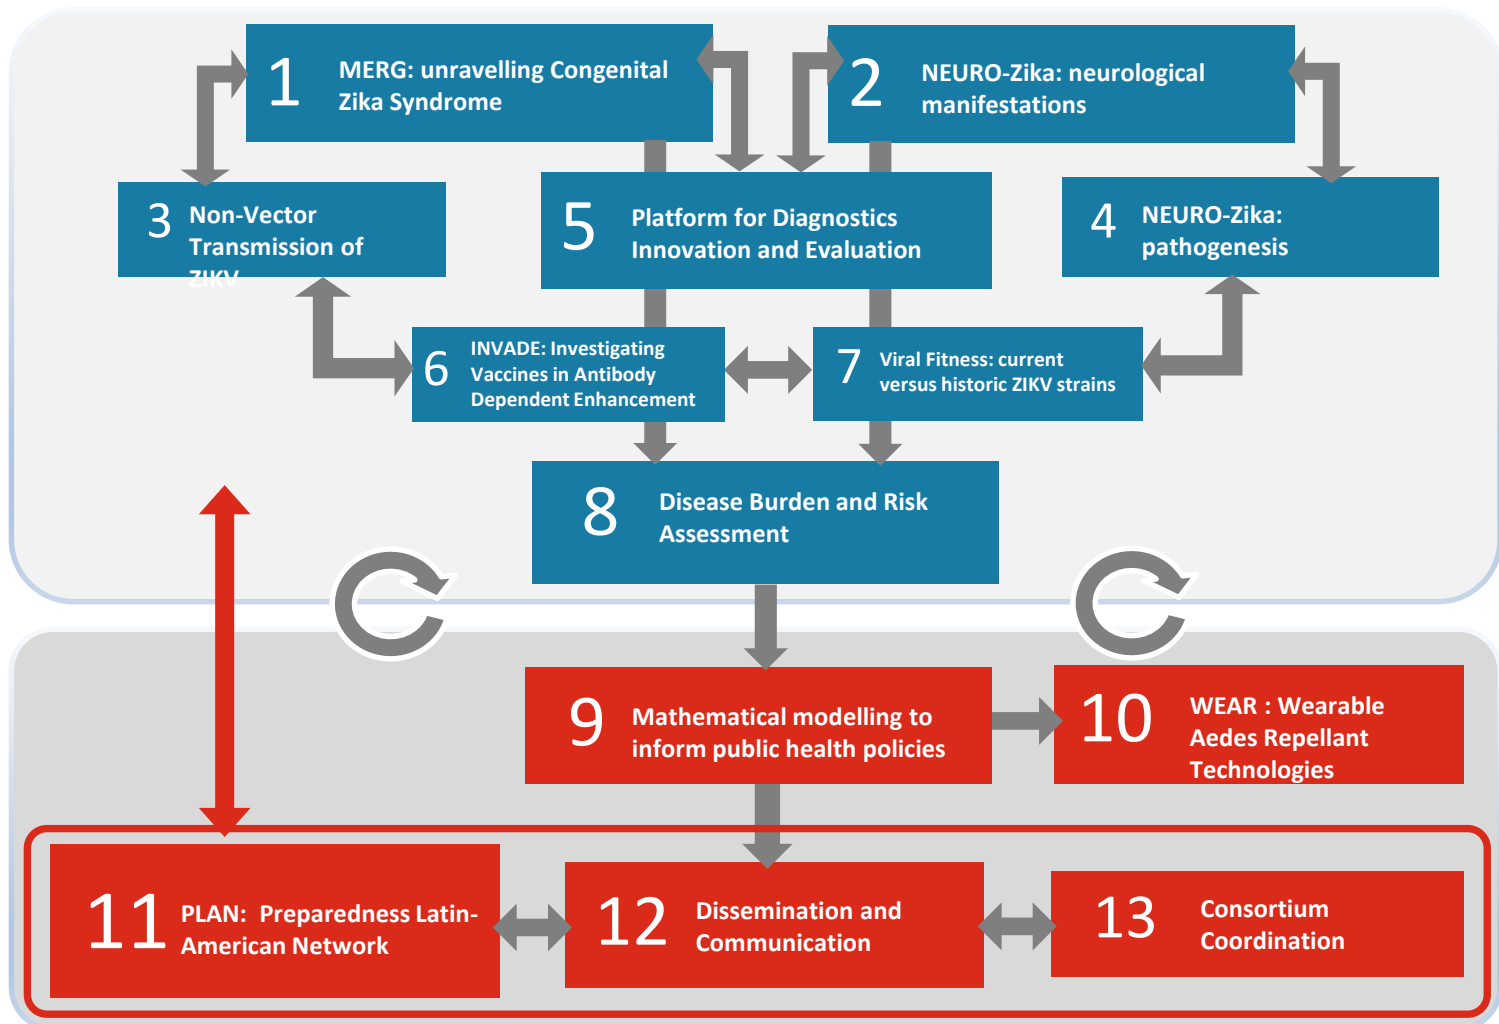 1
MERG: unravelling Congenital
Zika Syndrome
2
NEURO-Zika: neurological
manifestations
3
Non-Vector
Transmission of
ZIKV
5
Platform for Diagnostics
Innovation and Evaluation
4
NEURO-Zika:
pathogenesis
6
INVADE: Investigating
Vaccines in Antibody
Dependent Enhancement
7
Viral Fitness: current
versus historic ZIKV strains
8
Disease Burden and Risk
Assessment
9
Mathematical modelling to
inform public health policies
10
WEAR : Wearable
Aedes Repellant
Technologies
11
PLAN: Preparedness Latin-
American Network
12
Dissemination and
Communication
13
Consortium
Coordination